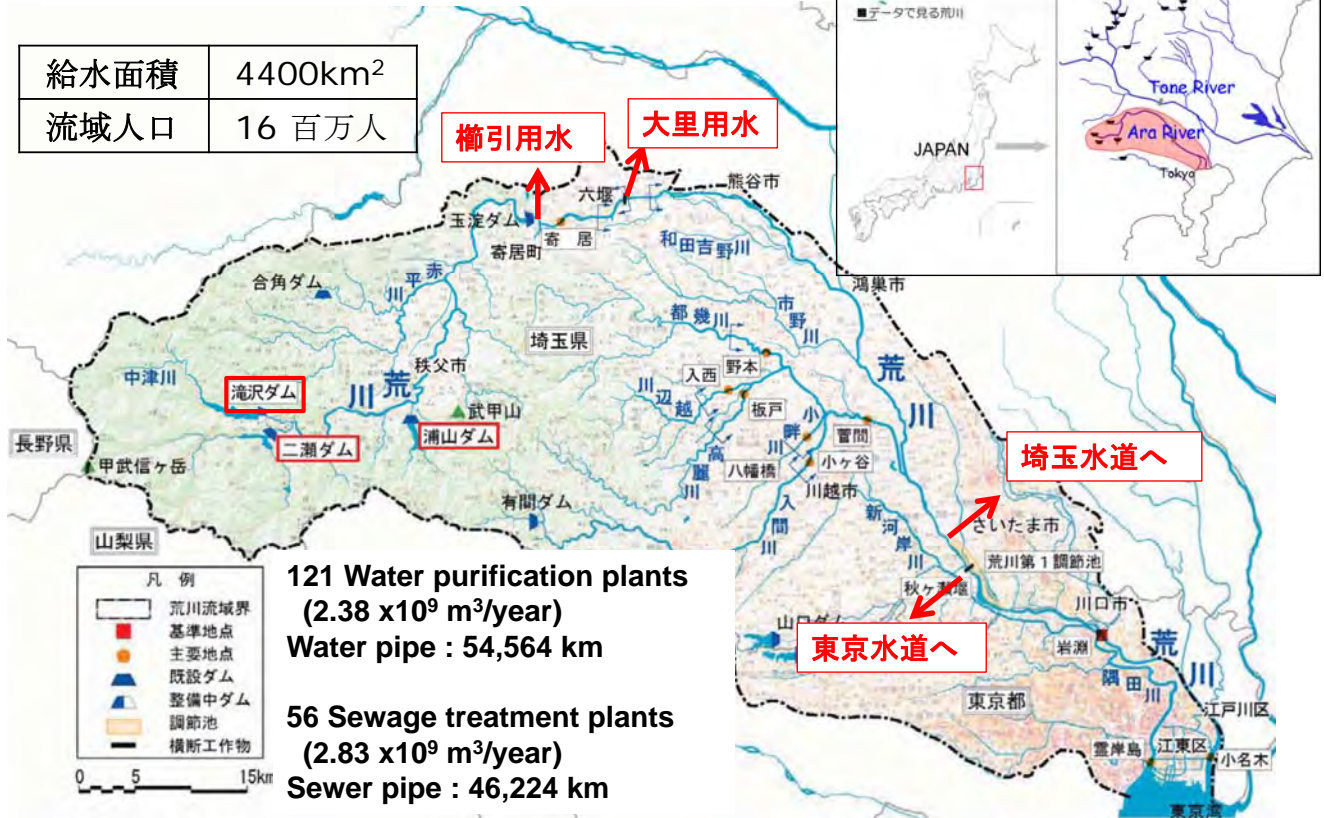 給水面積 4400km²
流域人口 16 百万人
■データで見る荒川
JAPAN
Tone River
Ara River
Tokyo
櫛引用水
大里用水
六堰
熊谷市
玉淀ダム
寄居町
寄 居
和田吉野川
鴻巣市
合角ダム
赤平川
市野川
都幾川
埼玉県
荒川
秩父市
野本
入西
中津川
滝沢ダム
荒川
越辺川
板戸
武甲山
小畔川
菅間
長野県
二瀬ダム
浦山ダム
高麗川
八幡橋
小ヶ谷
埼玉水道へ
甲武信ヶ岳
川越市
有間ダム
入間川
新河岸川
さいたま市
山梨県
荒川第1調節池
凡 例
荒川流域界
基準地点
主要地点
既設ダム
整備中ダム
調節池
横断工作物
0 5 15km
121 Water purification plants
(2.38 x10⁹ m³/year)
Water pipe : 54,564 km
56 Sewage treatment plants
(2.83 x10⁹ m³/year)
Sewer pipe : 46,224 km
秋ヶ瀬堰
川口市
山口ダム
東京水道へ
岩淵
荒川
隅田川
東京都
江戸川区
霊岸島
江東区
小名木
東京湾